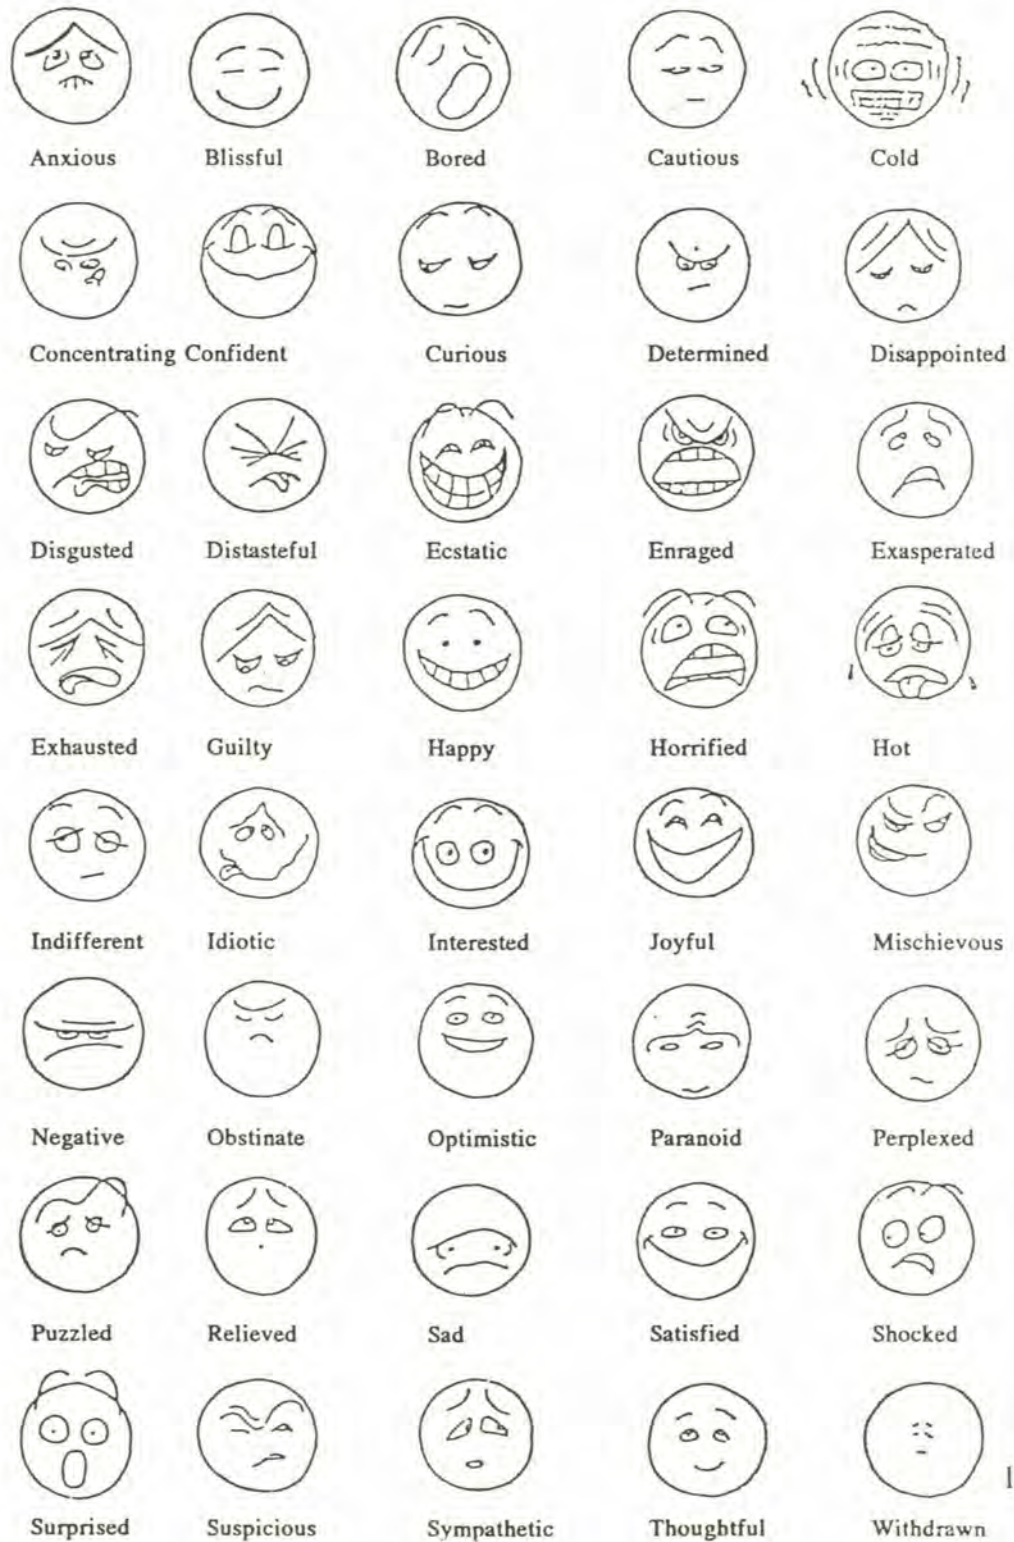 Anxious Blissful Bored Cautious Cold
Concentrating Confident Curious Determined Disappointed
Disgusted Distasteful Ecstatic Enraged Exasperated
Exhausted Guilty Happy Horrified Hot
Indifferent Idiotic Interested Joyful Mischievous
Negative Obstinate Optimistic Paranoid Perplexed
Puzzled Relieved Sad Satisfied Shocked
Surprised Suspicious Sympathetic Thoughtful Withdrawn